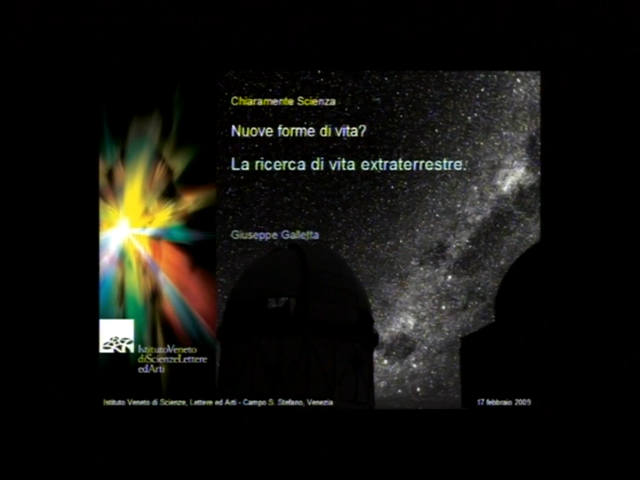 Chiaramente Scienza
Nuove forme di vita?
La ricerca di vita extraterrestre.
Giuseppe Galletta
IstitutoVeneto
diScienzeLettere
edArti
Istituto Veneto di Scienze, Lettere ed Arti - Campo S. Stefano, Venezia
17 febbraio 2009